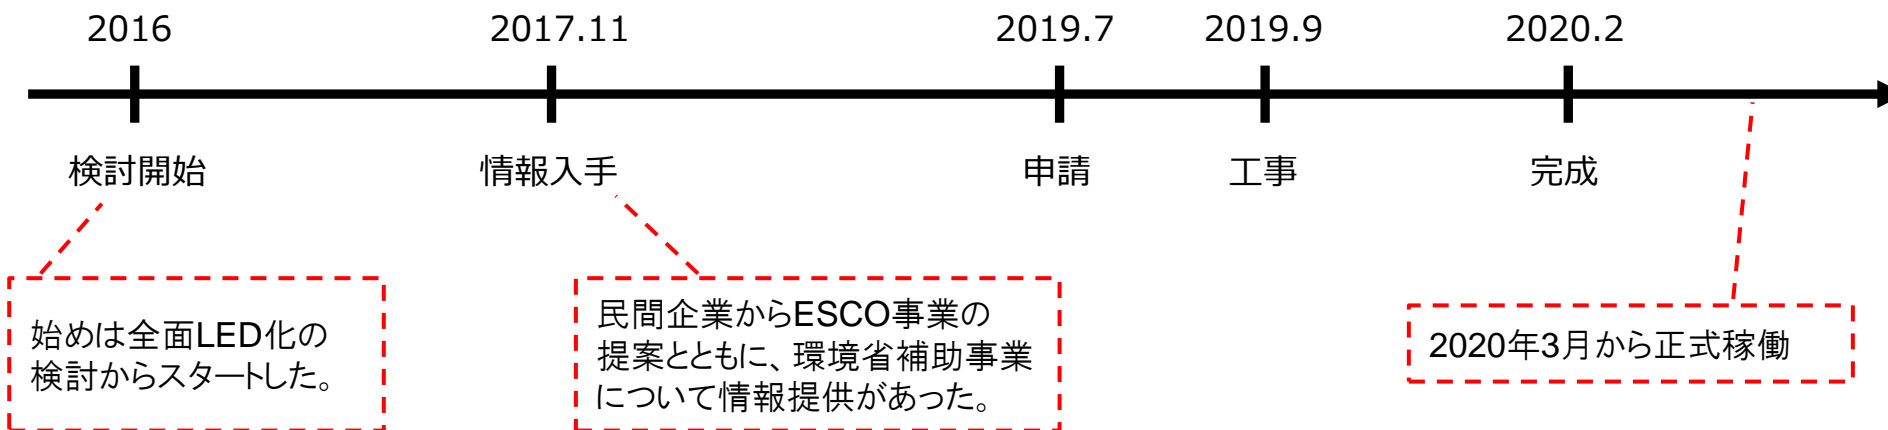 2016
2017.11
2019.7
2019.9
2020.2
検討開始
情報入手
申請
工事
完成
始めは全面LED化の
検討からスタートした。
民間企業からESCO事業の
提案とともに、環境省補助事業
について情報提供があった。
2020年3月から正式稼働